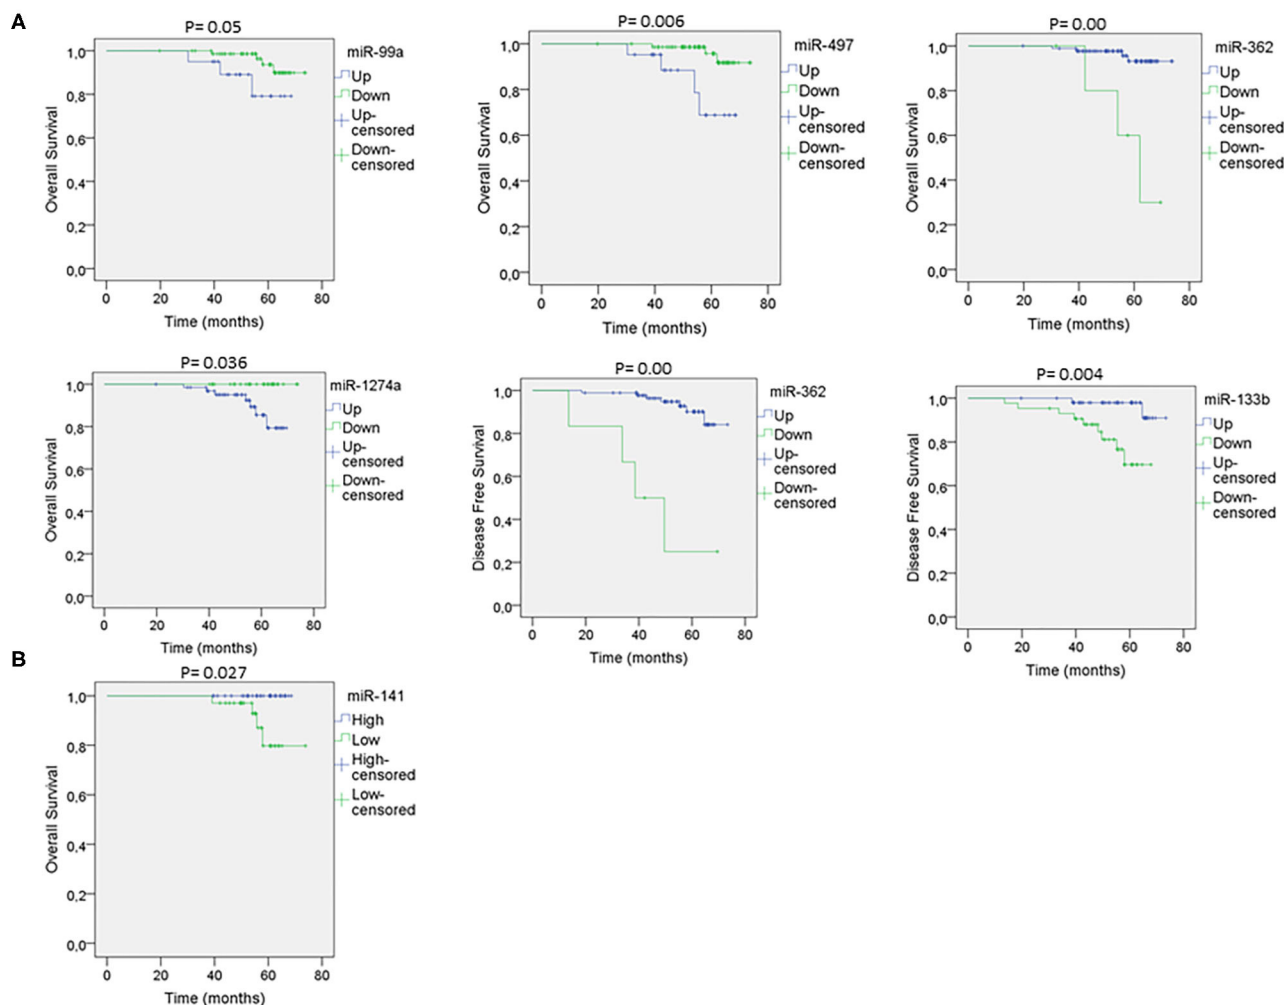 A
P= 0.05
miR-99a
Up
Down
Up-
censored
Down-
censored
Overall Survival
1,0
0,8
0,6
0,4
0,2
0,0
0 20 40 60 80
Time (months)
P= 0.006
miR-497
Up
Down
Up-
censored
Down-
censored
Overall Survival
1,0
0,8
0,6
0,4
0,2
0,0
0 20 40 60 80
Time (months)
P= 0.00
miR-362
Up
Down
Up-
censored
Down-
censored
Overall Survival
1,0
0,8
0,6
0,4
0,2
0,0
0 20 40 60 80
Time (months)
P= 0.036
miR-1274a
Up
Down
Up-
censored
Down-
censored
Overall Survival
1,0
0,8
0,6
0,4
0,2
0,0
0 20 40 60 80
Time (months)
P= 0.00
miR-362
Up
Down
Up-
censored
Down-
censored
Disease Free Survival
1,0
0,8
0,6
0,4
0,2
0,0
0 20 40 60 80
Time (months)
P= 0.004
miR-133b
Up
Down
Up-
censored
Down-
censored
Disease Free Survival
1,0
0,8
0,6
0,4
0,2
0,0
0 20 40 60 80
Time (months)
B
P= 0.027
miR-141
High
Low
High-
censored
Low-
censored
Overall Survival
1,0
0,8
0,6
0,4
0,2
0,0
0 20 40 60 80
Time (months)